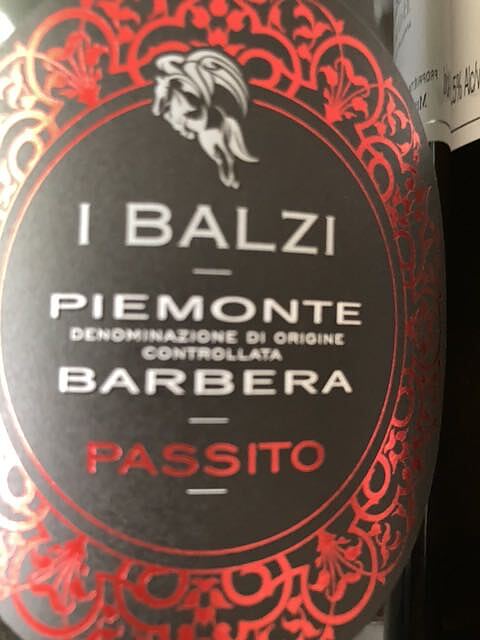 I BALZI
PIEMONTE
DENOMINAZIONE DI ORIGINE
CONTROLLATA
BARBERA
PASSITO